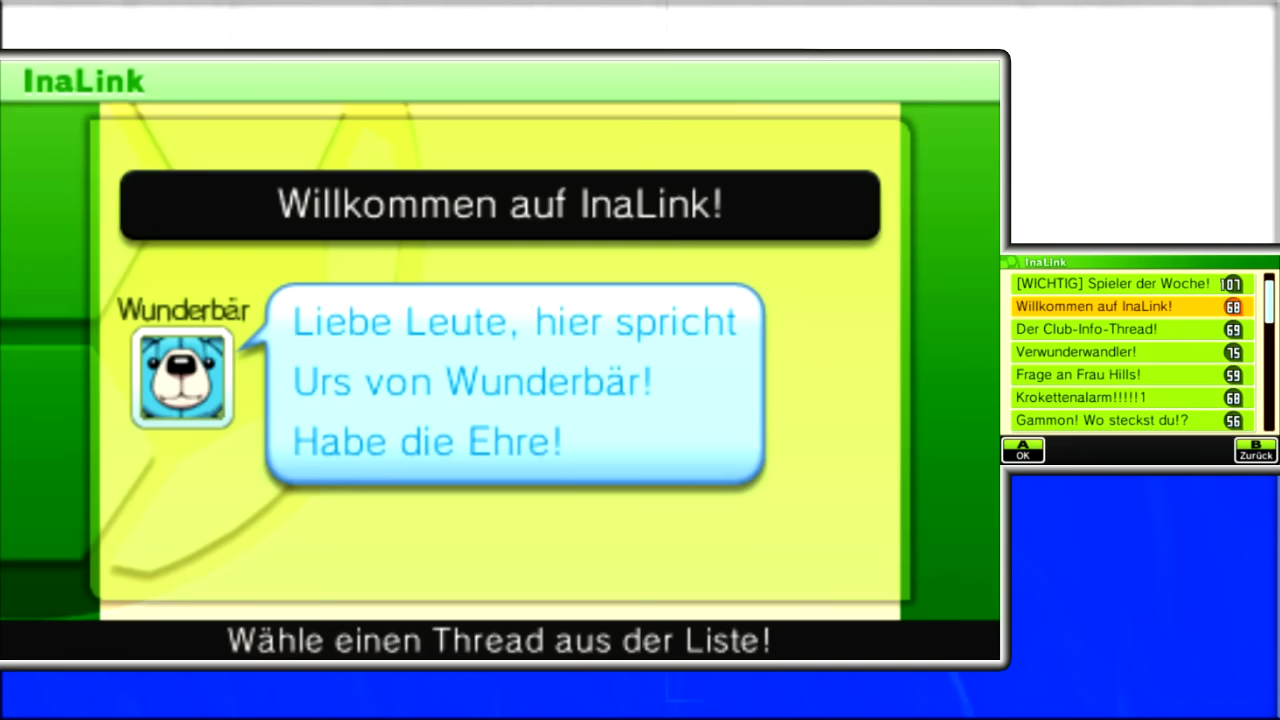 InaLink
Willkommen auf InaLink!
Wunderbär
Liebe Leute, hier spricht
Urs von Wunderbär!
Habe die Ehre!
Wähle einen Thread aus der Liste!
InaLink
[WICHTIG] Spieler der Woche! 107
Willkommen auf InaLink! 68
Der Club-Info-Thread! 69
Verwunderwandler! 75
Frage an Frau Hills! 59
Krokettenalarm!!!!!1 68
Gammon! Wo steckst du!? 56
A
OK
B
Zurück